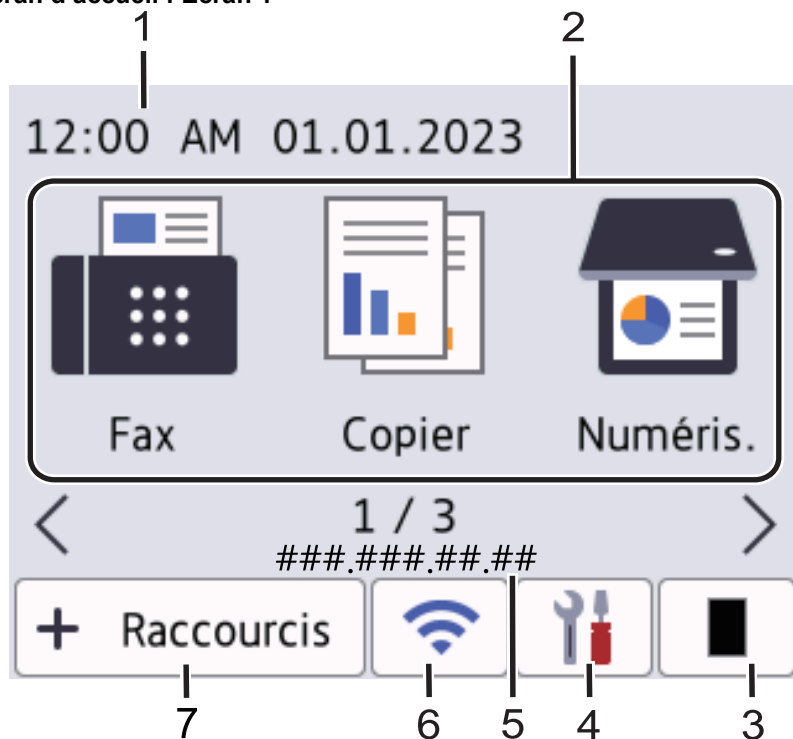 1 2
12:00 AM 01.01.2023
Fax Copier Numéris.
1 / 3
###.###.##.##
+ Raccourcis
7 6 5 4 3